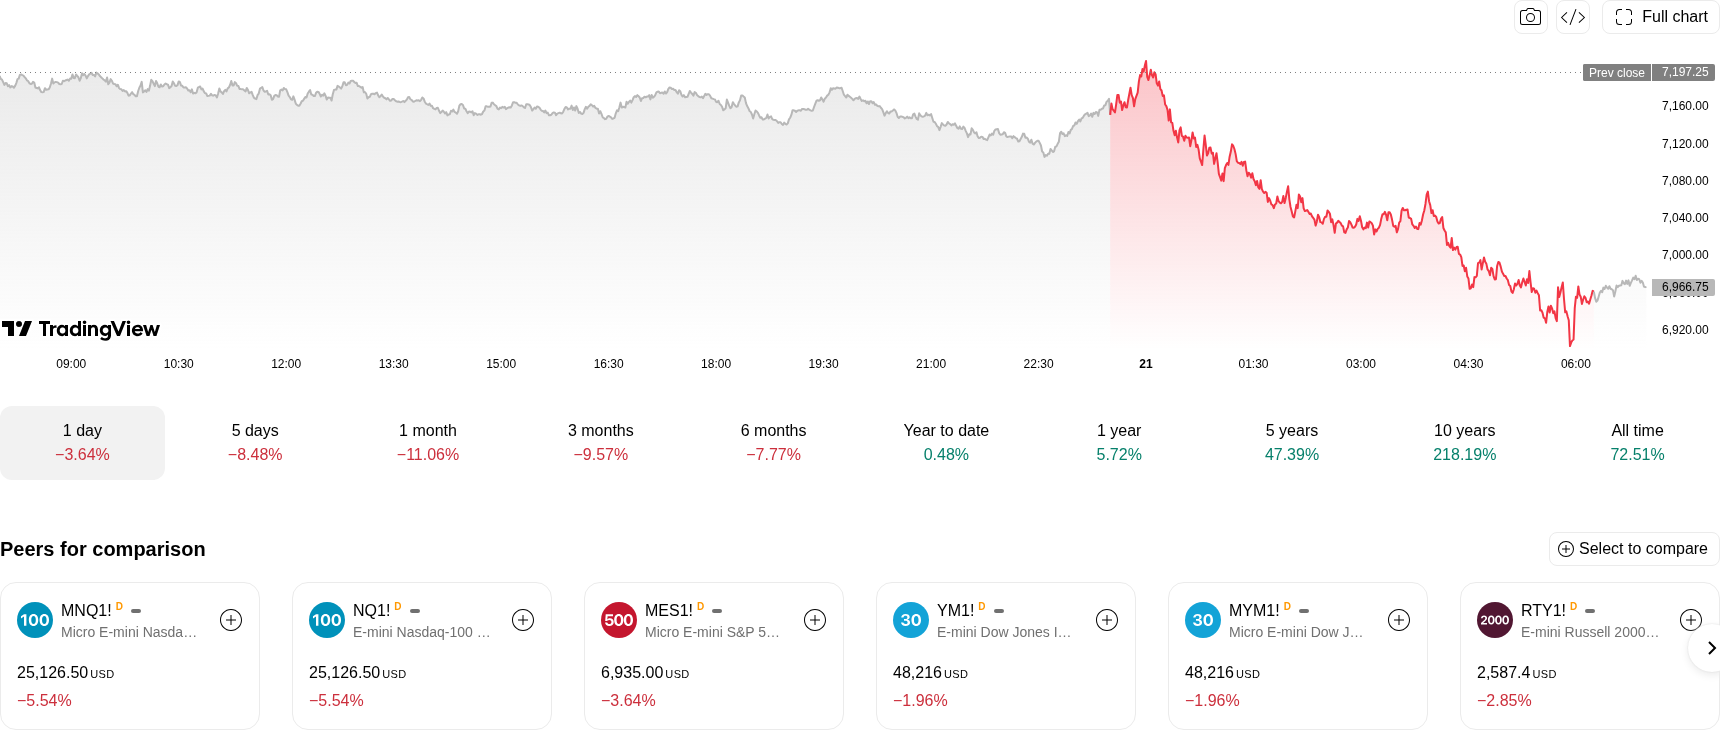 Full chart
Prev close 7,197.25
7,160.00
7,120.00
7,080.00
7,040.00
7,000.00
6,966.75
6,920.00
TradingView
09:00 10:30 12:00 13:30 15:00 16:30 18:00 19:30 21:00 22:30 21 01:30 03:00 04:30 06:00
1 day 5 days 1 month 3 months 6 months Year to date 1 year 5 years 10 years All time
−3.64% −8.48% −11.06% −9.57% −7.77% 0.48% 5.72% 47.39% 218.19% 72.51%
Peers for comparison
Select to compare
100 MNQ1! D
Micro E-mini Nasda…
25,126.50 USD
−5.54%
100 NQ1! D
E-mini Nasdaq-100 …
25,126.50 USD
−5.54%
500 MES1! D
Micro E-mini S&P 5…
6,935.00 USD
−3.64%
30 YM1! D
E-mini Dow Jones I…
48,216 USD
−1.96%
30 MYM1! D
Micro E-mini Dow J…
48,216 USD
−1.96%
2000 RTY1! D
E-mini Russell 2000…
2,587.4 USD
−2.85%